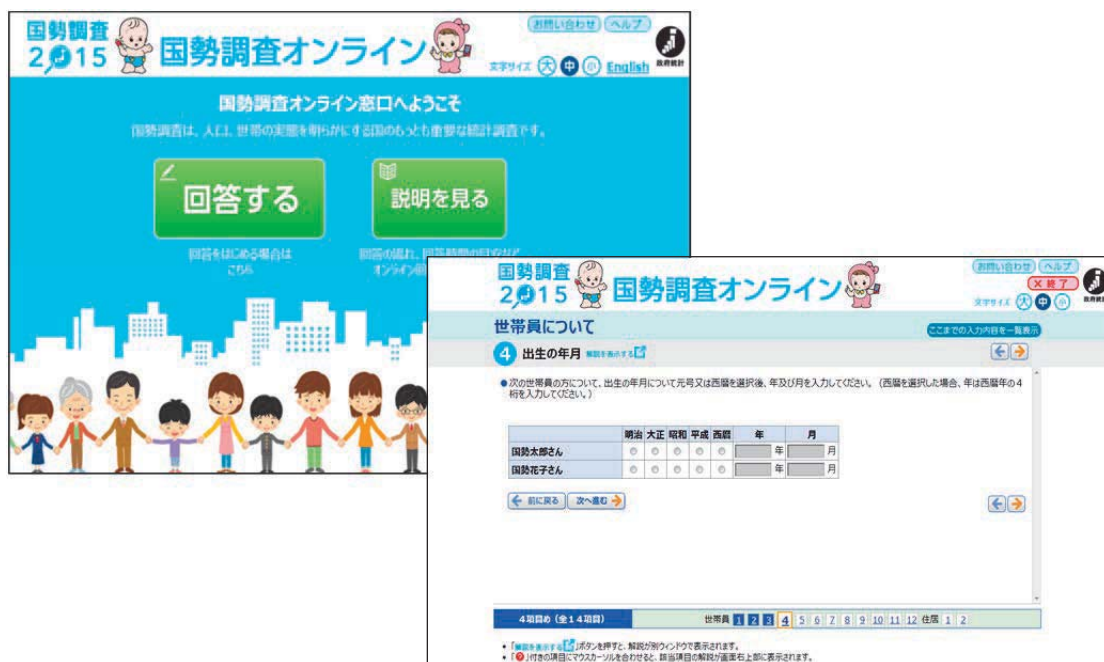 国勢調査
2015
国勢調査オンライン
お問い合わせ
ヘルプ
文字サイズ 大 中 小 English
政府統計
国勢調査オンライン窓口へようこそ
国勢調査は、人口、世帯の実態を明らかにする国のもっとも重要な統計調査です。
回答する
説明を見る
回答をはじめる場合は
こちら
回答の流れ、回答時間の目安など
国勢調査
2015
国勢調査オンライン
お問い合わせ
ヘルプ
×終了
文字サイズ 大 中 小
世帯員について
ここまでの入力内容を一覧表示
4 出生の年月 解説を表示する
●次の世帯員の方について、出生の年月について元号又は西暦を選択後、年及び月を入力してください。（西暦を選択した場合、年は西暦年の4
桁を入力してください。）
明治 大正 昭和 平成 西暦 年 月
国勢太郎さん 年 月
国勢花子さん 年 月
← 前に戻る 次へ進む →
4項目め（全14項目） 世帯員 1 2 3 4 5 6 7 8 9 10 11 12 住居 1 2
•「解説を表示する」ボタンを押すと、解説が別ウィンドウで表示されます。
•「?」付きの項目にマウスカーソルを合わせると、該当項目の解説が画面右上部に表示されます。